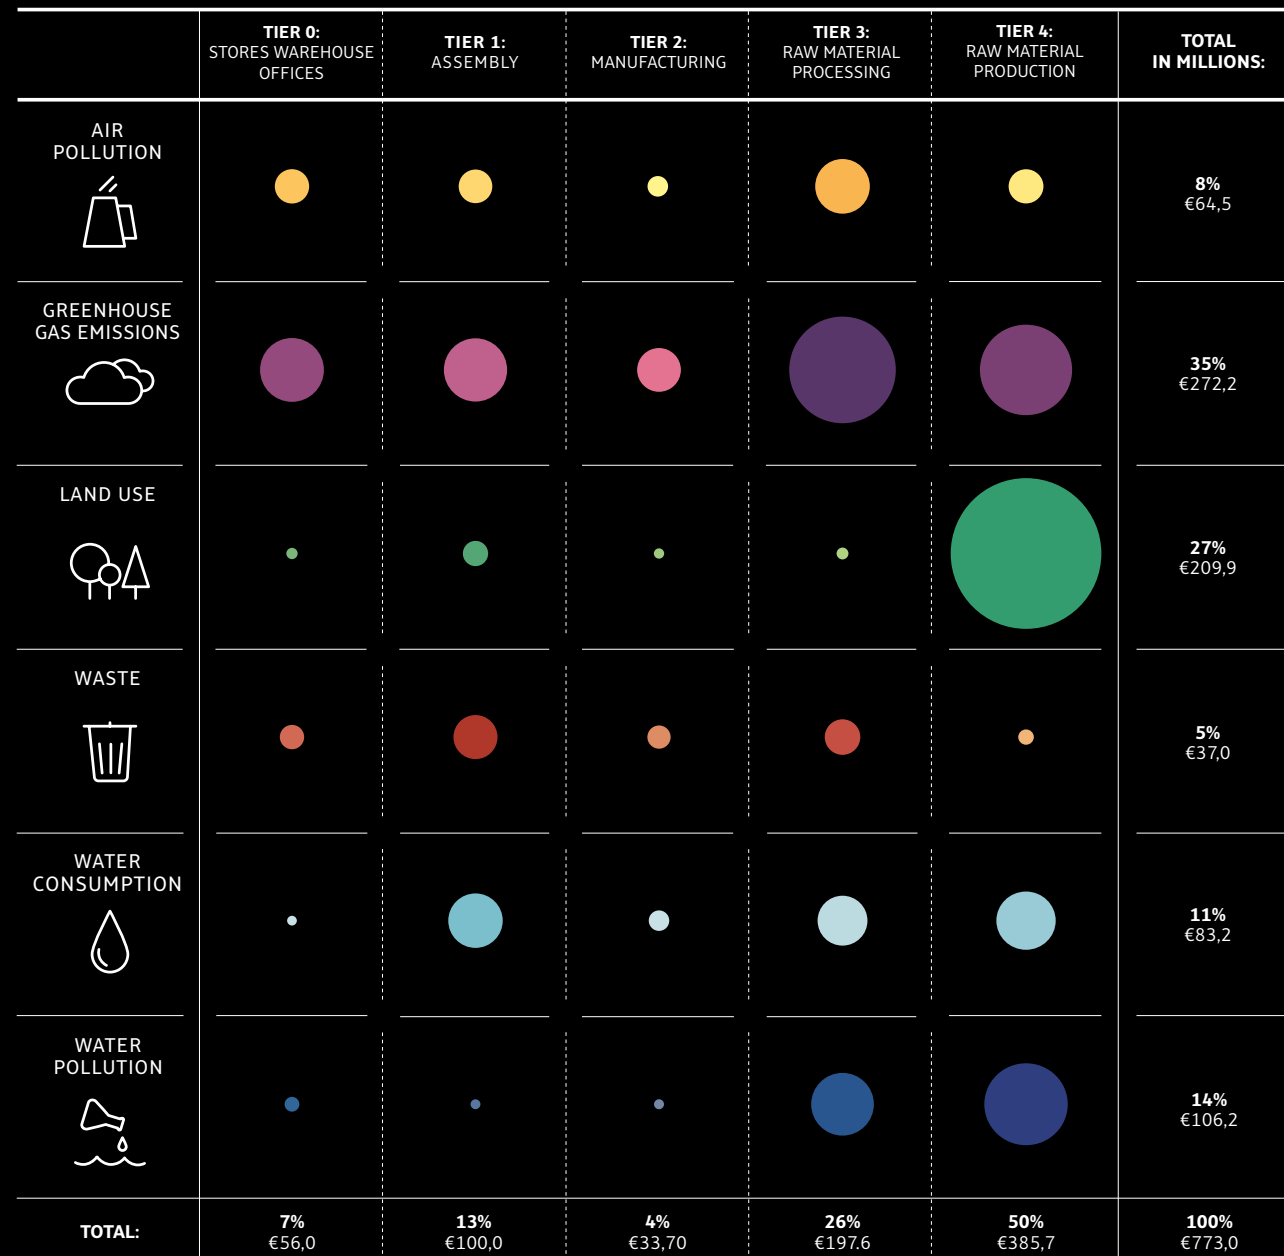 TIER 0:
STORES WAREHOUSE
OFFICES
TIER 1:
ASSEMBLY
TIER 2:
MANUFACTURING
TIER 3:
RAW MATERIAL
PROCESSING
TIER 4:
RAW MATERIAL
PRODUCTION
TOTAL
IN MILLIONS:
AIR
POLLUTION
8%
€64,5
GREENHOUSE
GAS EMISSIONS
35%
€272,2
LAND USE
27%
€209,9
WASTE
5%
€37,0
WATER
CONSUMPTION
11%
€83,2
WATER
POLLUTION
14%
€106,2
TOTAL:
7%
€56,0
13%
€100,0
4%
€33,70
26%
€197.6
50%
€385,7
100%
€773,0